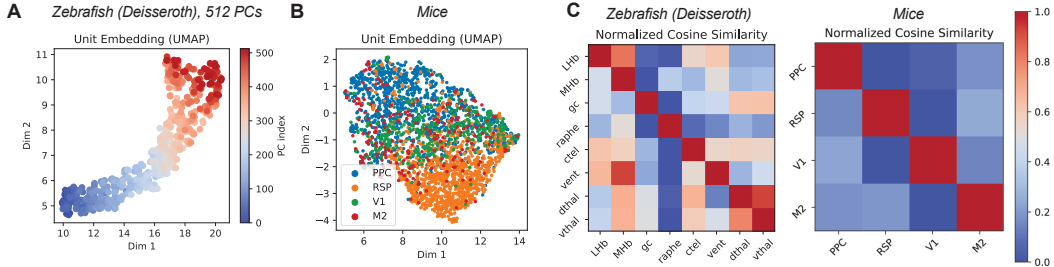 A Zebrafish (Deisseroth), 512 PCs
Unit Embedding (UMAP)
11
10
9
8
7
6
5
Dim 2
10 12 14 16 18 20
Dim 1
500
400
300
200
100
0
PC index
B Mice
Unit Embedding (UMAP)
2
1
0
−1
−2
−3
−4
Dim 2
PPC
RSP
V1
M2
6 8 10 12 14
Dim 1
C Zebrafish (Deisseroth)
Normalized Cosine Similarity
LHb
MHb
gc
raphe
ctel
vent
dthal
vthal
LHb MHb gc raphe ctel vent dthal vthal
Mice
Normalized Cosine Similarity
PPC
RSP
V1
M2
PPC RSP V1 M2
1.0
0.8
0.6
0.4
0.2
0.0